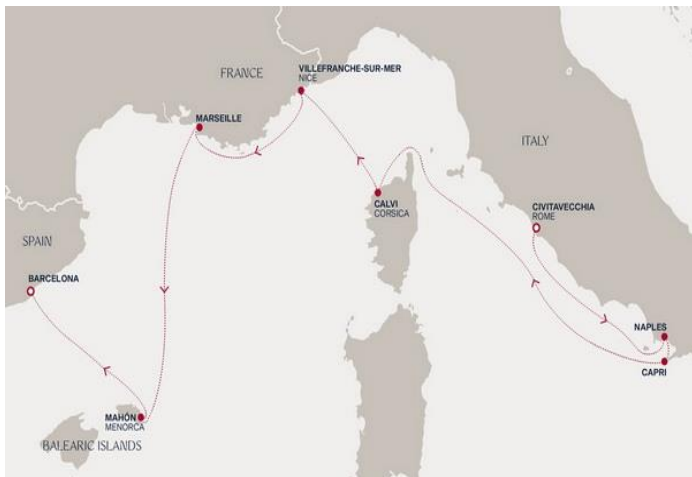 VILLEFRANCHE-SUR-MER
NICE
FRANCE
MARSEILLE
ITALY
CALVI
CORSICA
CIVITAVECCHIA
ROME
SPAIN
BARCELONA
NAPLES
CAPRI
MAHÓN
MENORCA
BALEARIC ISLANDS